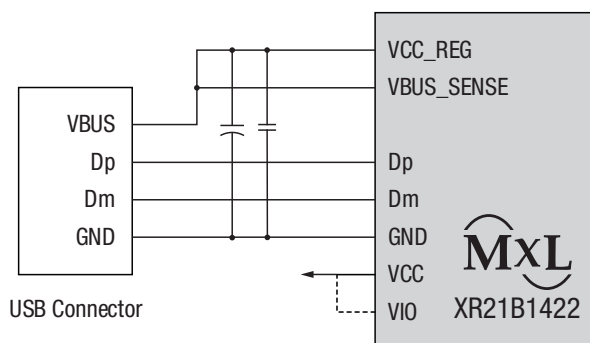 VCC_REG
VBUS_SENSE
VBUS
Dp
Dm
GND
Dp
Dm
GND
VCC
VIO
MXL
XR21B1422
USB Connector